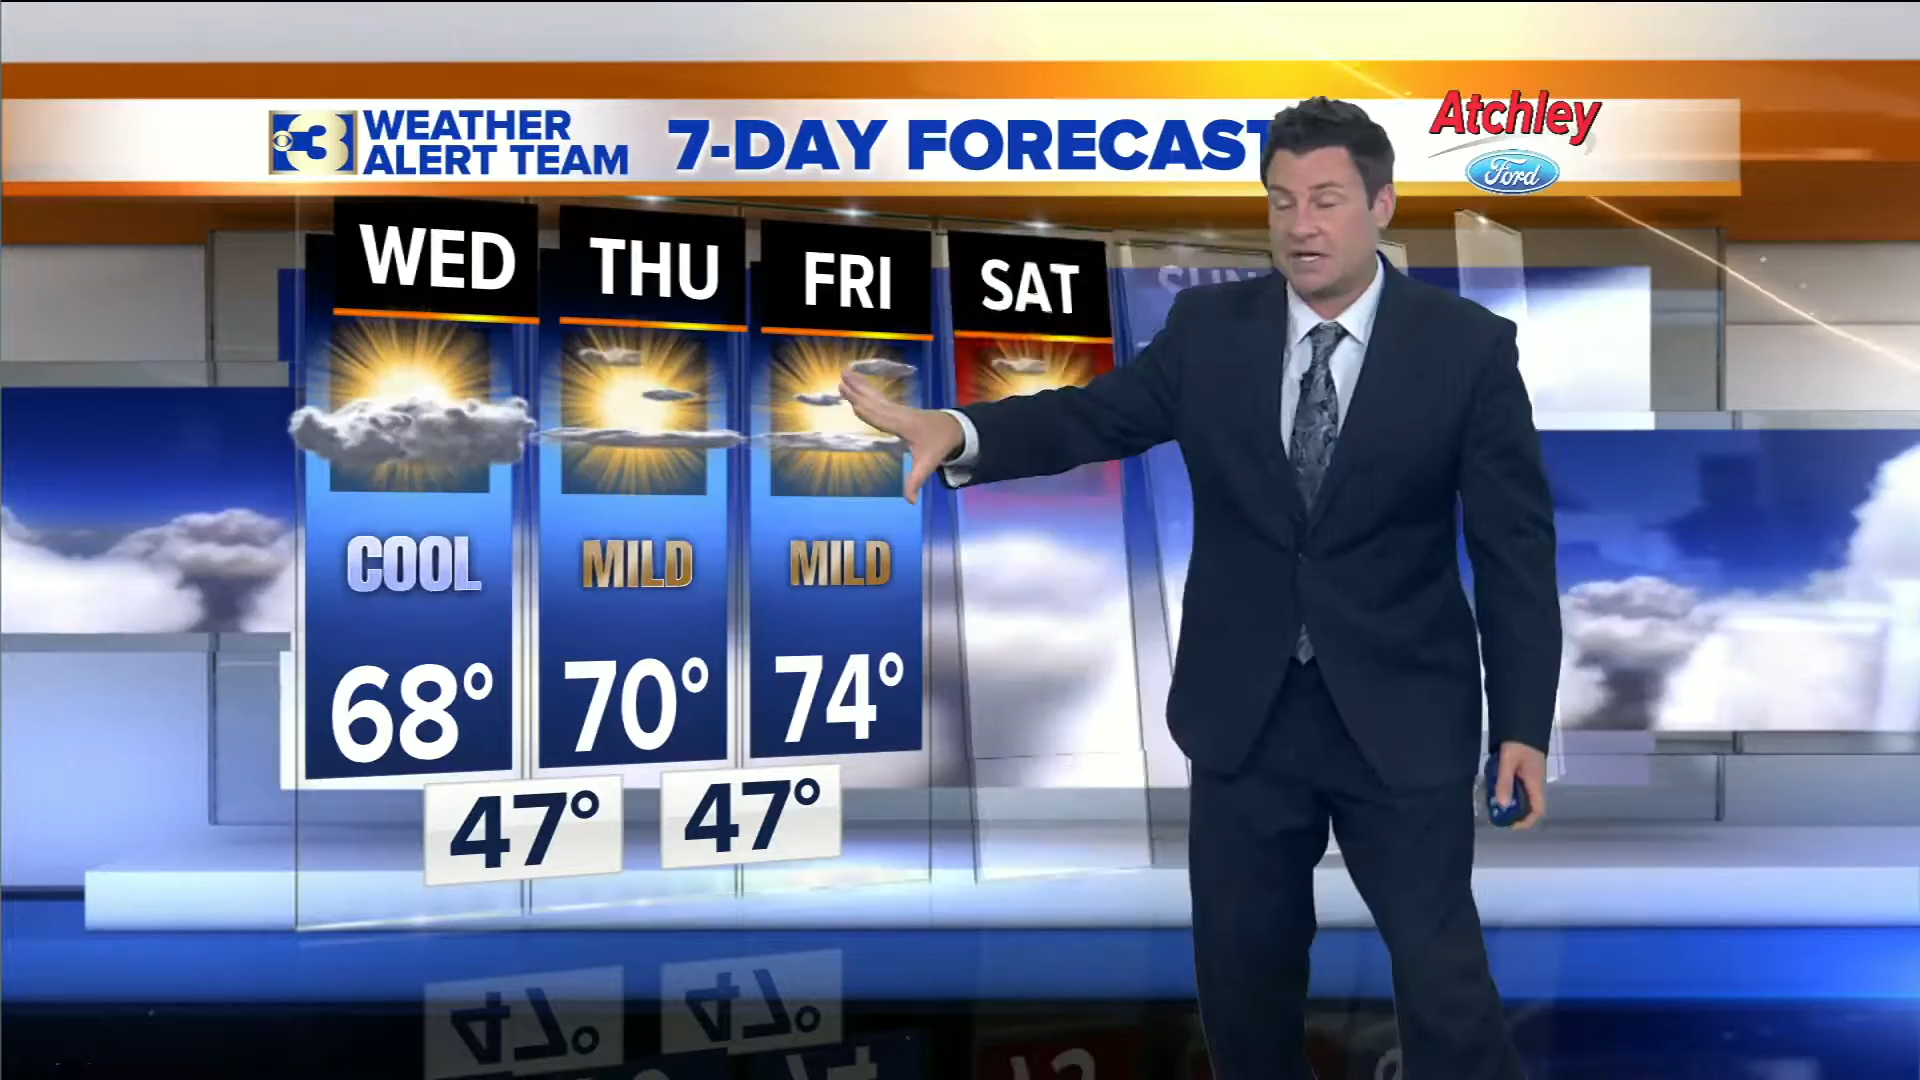 3 WEATHER
ALERT TEAM
7-DAY FORECAST
Atchley
Ford
WED THU FRI SAT SUN
COOL MILD MILD
68° 70° 74°
47° 47°